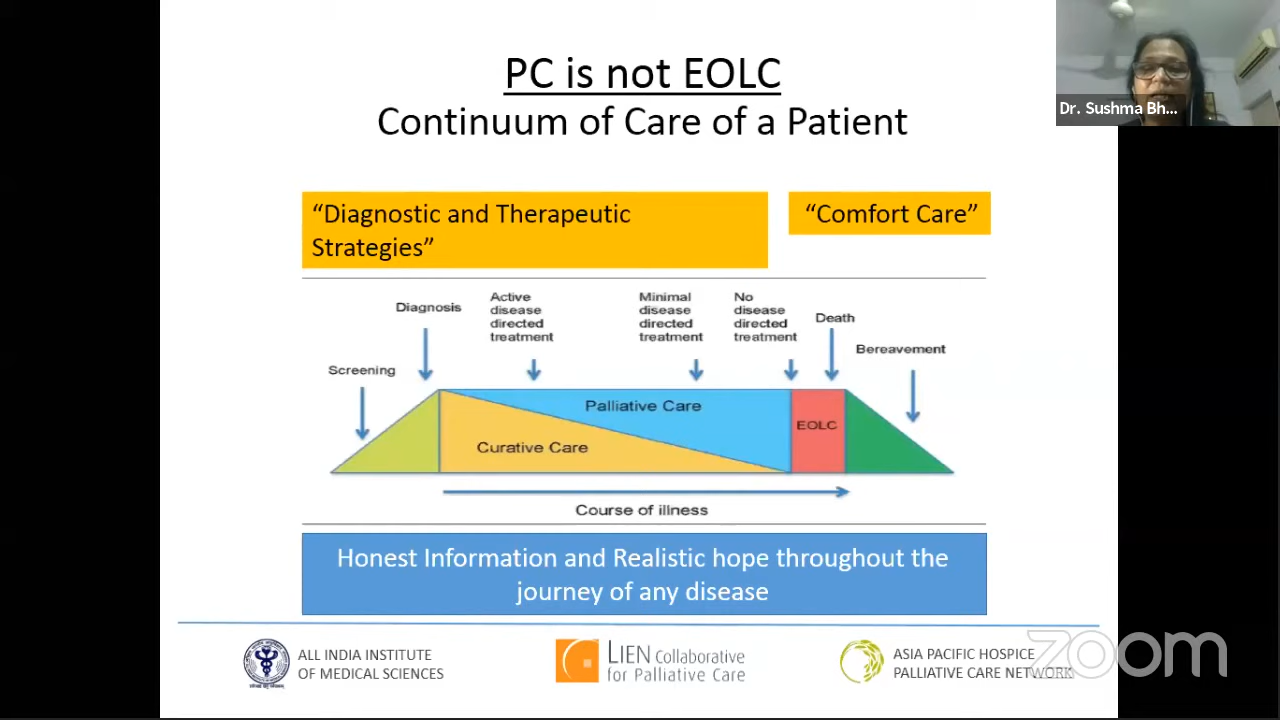 PC is not EOLC
Continuum of Care of a Patient
Dr. Sushma Bh...
“Diagnostic and Therapeutic
Strategies”
“Comfort Care”
Screening
Diagnosis
Active
disease
directed
treatment
Minimal
disease
directed
treatment
No
disease
directed
treatment
Death
Bereavement
Palliative Care
Curative Care
EOLC
Course of illness
Honest Information and Realistic hope throughout the
journey of any disease
ALL INDIA INSTITUTE
OF MEDICAL SCIENCES
LIEN Collaborative
for Palliative Care
ASIA PACIFIC HOSPICE
PALLIATIVE CARE NETWORK
zoom